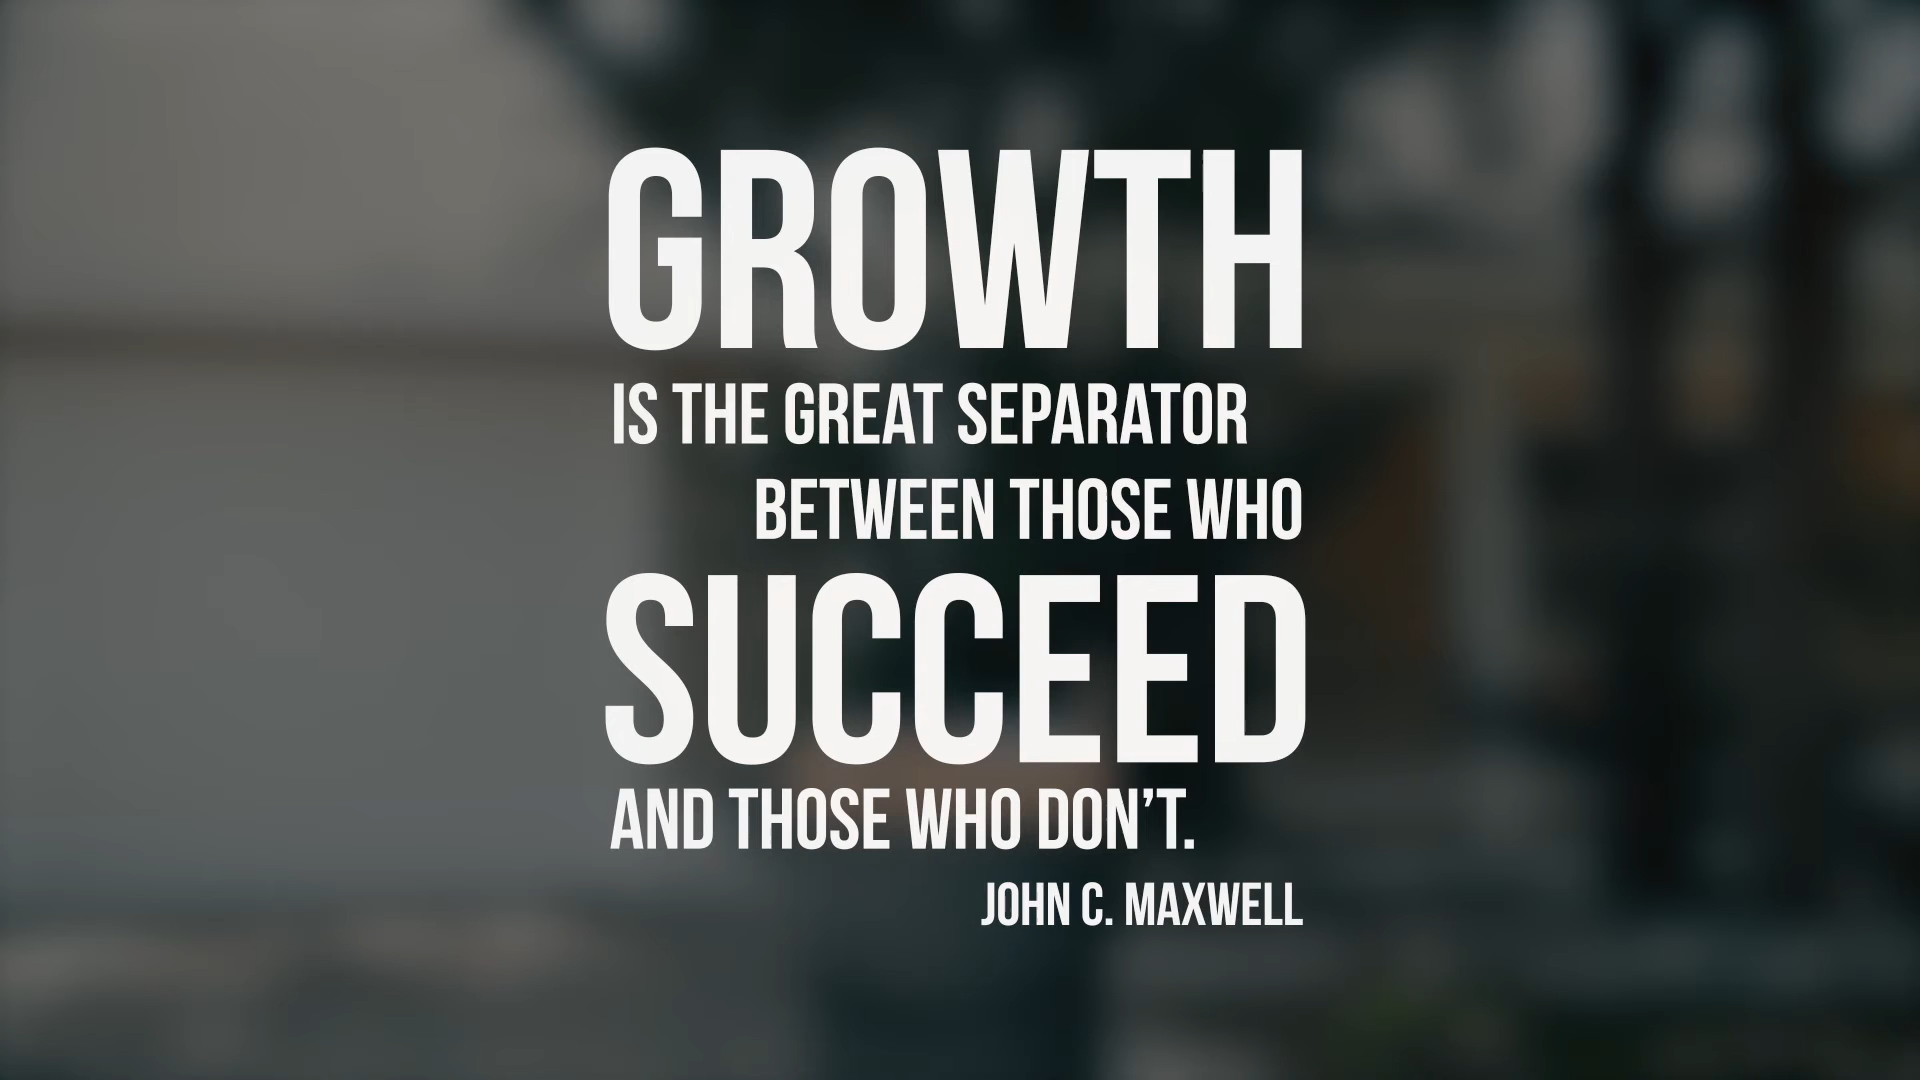 GROWTH
IS THE GREAT SEPARATOR
BETWEEN THOSE WHO
SUCCEED
AND THOSE WHO DON’T.
JOHN C. MAXWELL